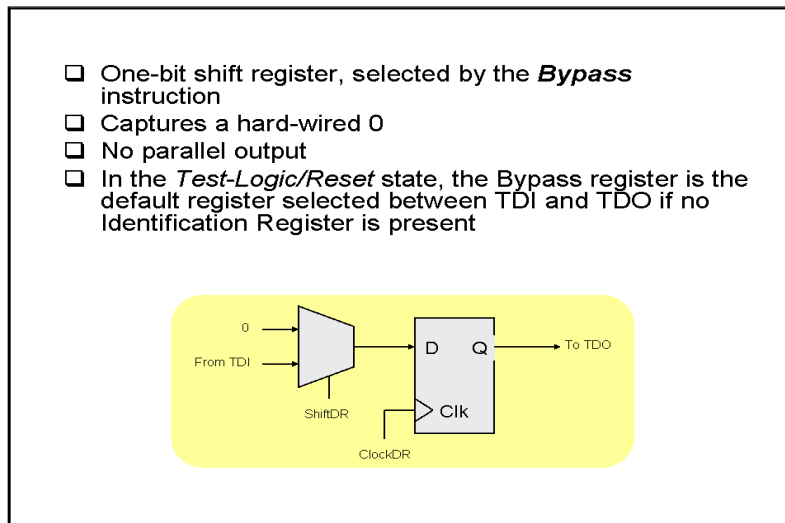 One-bit shift register, selected by the Bypass
instruction
Captures a hard-wired 0
No parallel output
In the Test-Logic/Reset state, the Bypass register is the
default register selected between TDI and TDO if no
Identification Register is present
0
From TDI
ShiftDR
D Q
Clk
ClockDR
To TDO